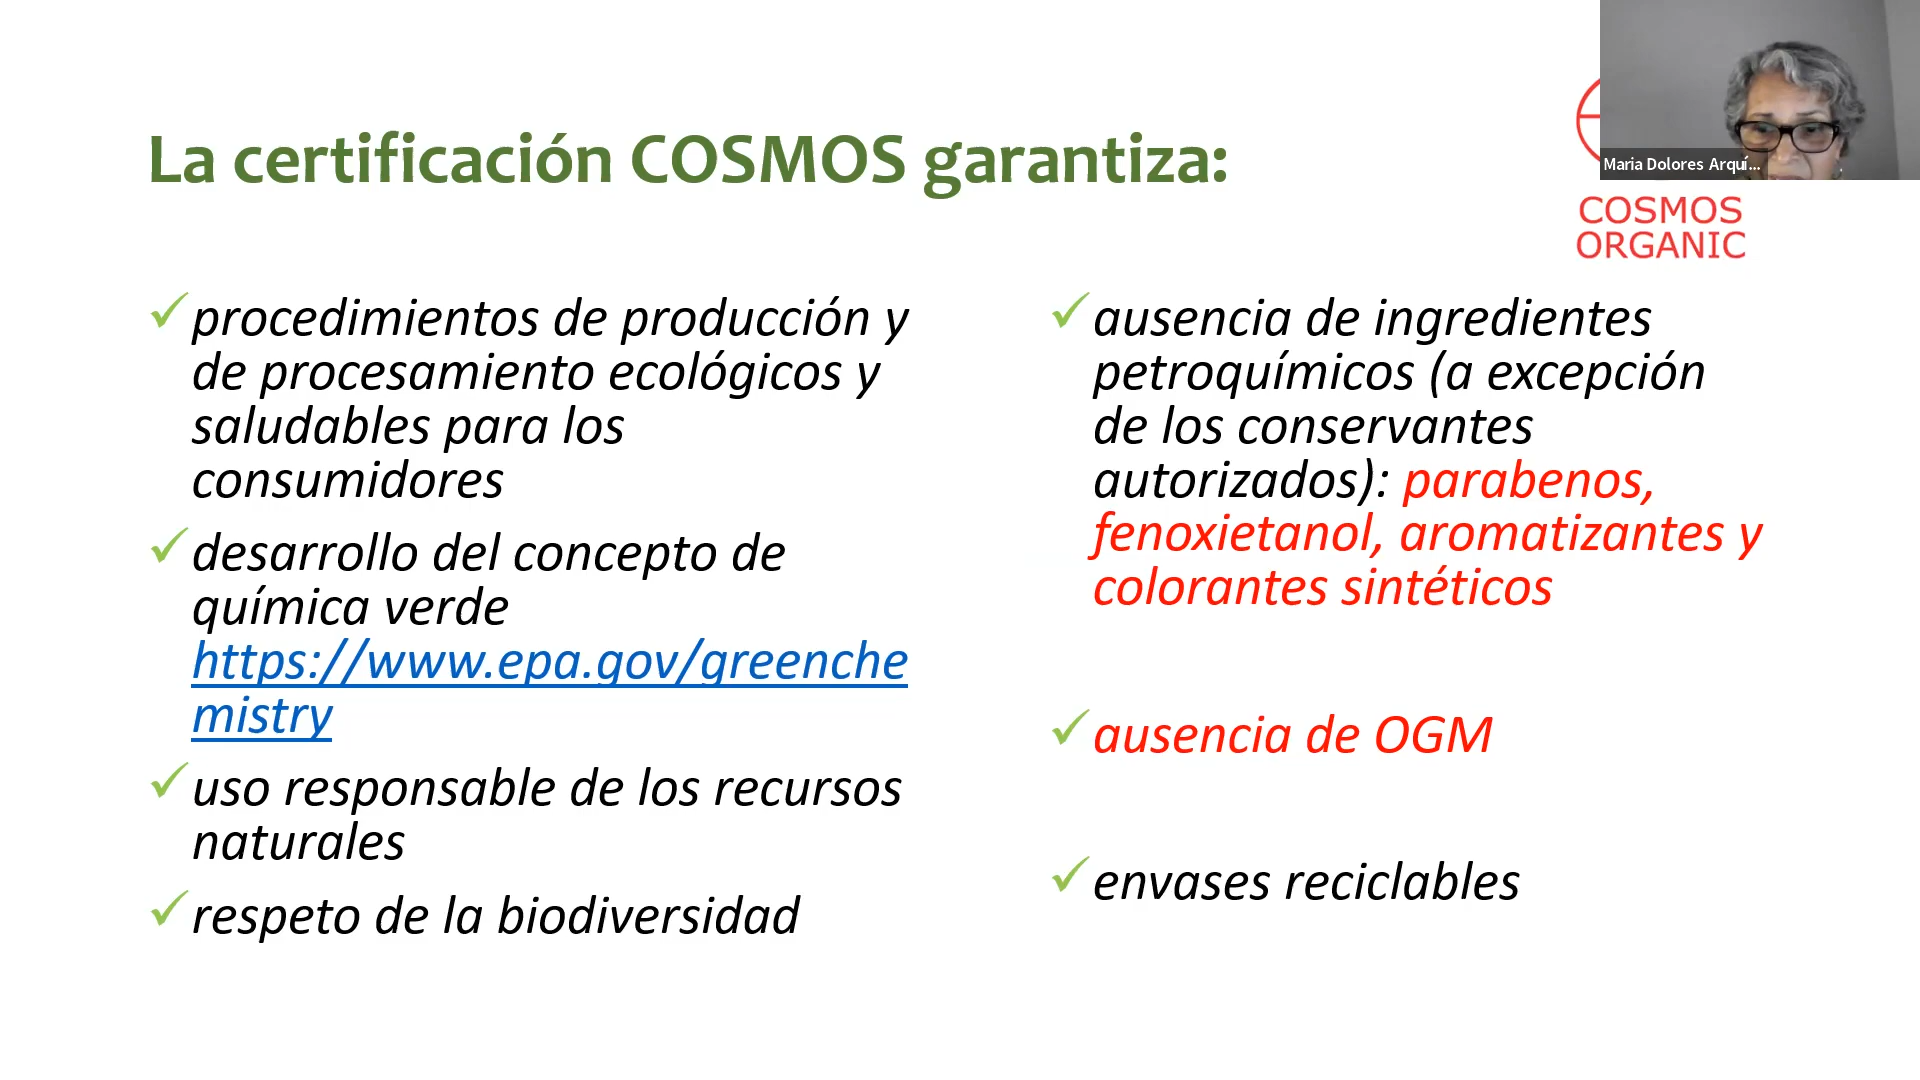 La certificación COSMOS garantiza:
Maria Dolores Arquí...
COSMOS
ORGANIC
procedimientos de producción y
de procesamiento ecológicos y
saludables para los
consumidores
desarrollo del concepto de
química verde
https://www.epa.gov/greenche
mistry
uso responsable de los recursos
naturales
respeto de la biodiversidad
ausencia de ingredientes
petroquímicos (a excepción
de los conservantes
autorizados): parabenos,
fenoxietanol, aromatizantes y
colorantes sintéticos
ausencia de OGM
envases reciclables